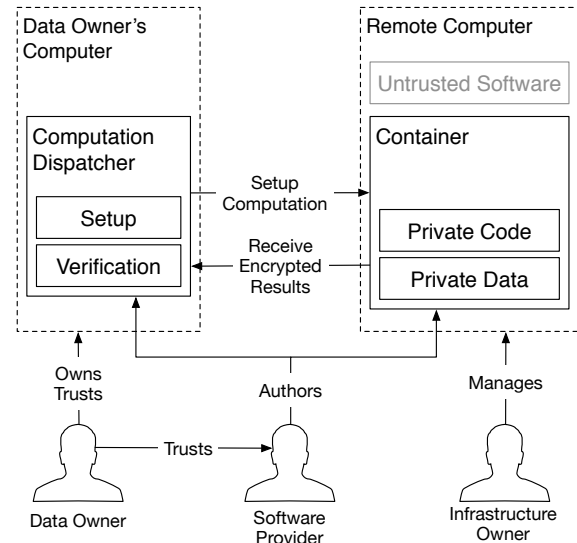 Data Owner's
Computer
Remote Computer
Untrusted Software
Computation
Dispatcher
Container
Setup
Computation
Setup
Private Code
Receive
Encrypted
Results
Verification
Private Data
Owns
Trusts
Authors
Manages
Trusts
Data Owner
Software
Provider
Infrastructure
Owner